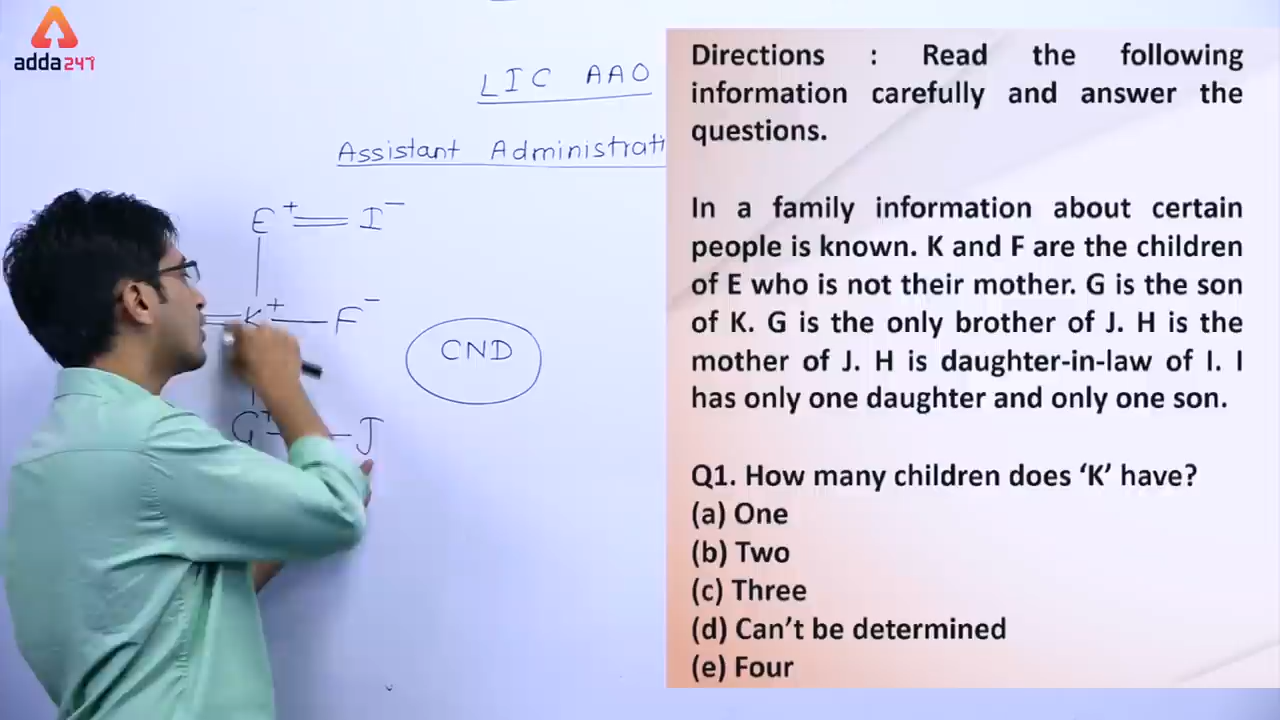 adda247
LIC AAO
Assistant Administrati
E+ I-
K+ F-
CND
G+ J
Directions : Read the following
information carefully and answer the
questions.
In a family information about certain
people is known. K and F are the children
of E who is not their mother. G is the son
of K. G is the only brother of J. H is the
mother of J. H is daughter-in-law of I. I
has only one daughter and only one son.
Q1. How many children does ‘K’ have?
(a) One
(b) Two
(c) Three
(d) Can’t be determined
(e) Four